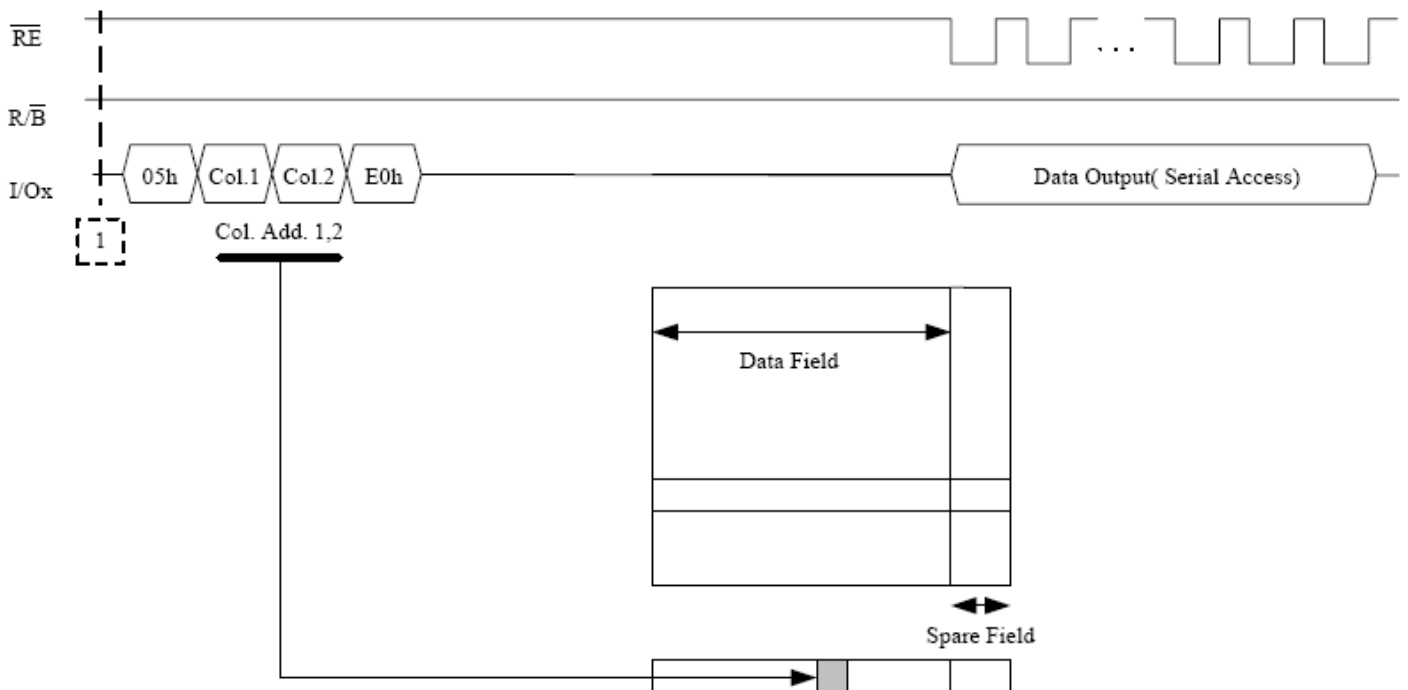 R̅E̅
R/B̅
I/Ox
05h
Col.1
Col.2
E0h
. . .
Data Output( Serial Access)
1
Col. Add. 1,2
Data Field
Spare Field